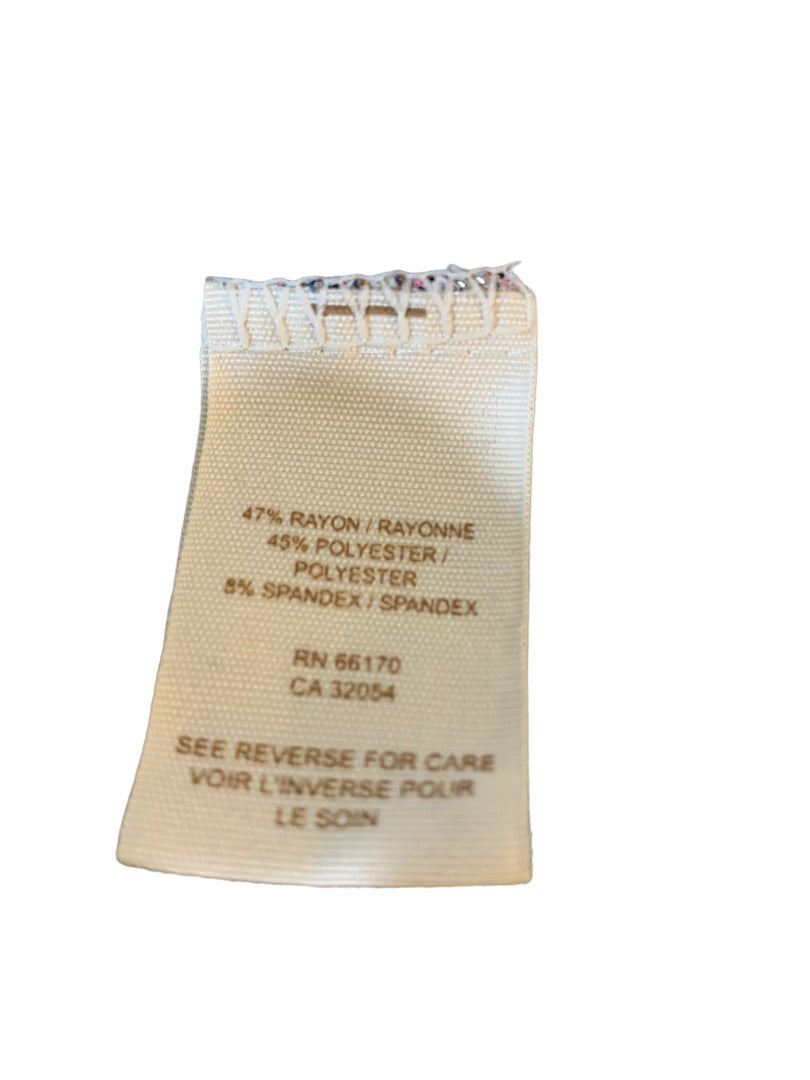 47% RAYON / RAYONNE
45% POLYESTER /
POLYESTER
8% SPANDEX / SPANDEX
RN 66170
CA 32054
SEE REVERSE FOR CARE
VOIR L'INVERSE POUR
LE SOIN